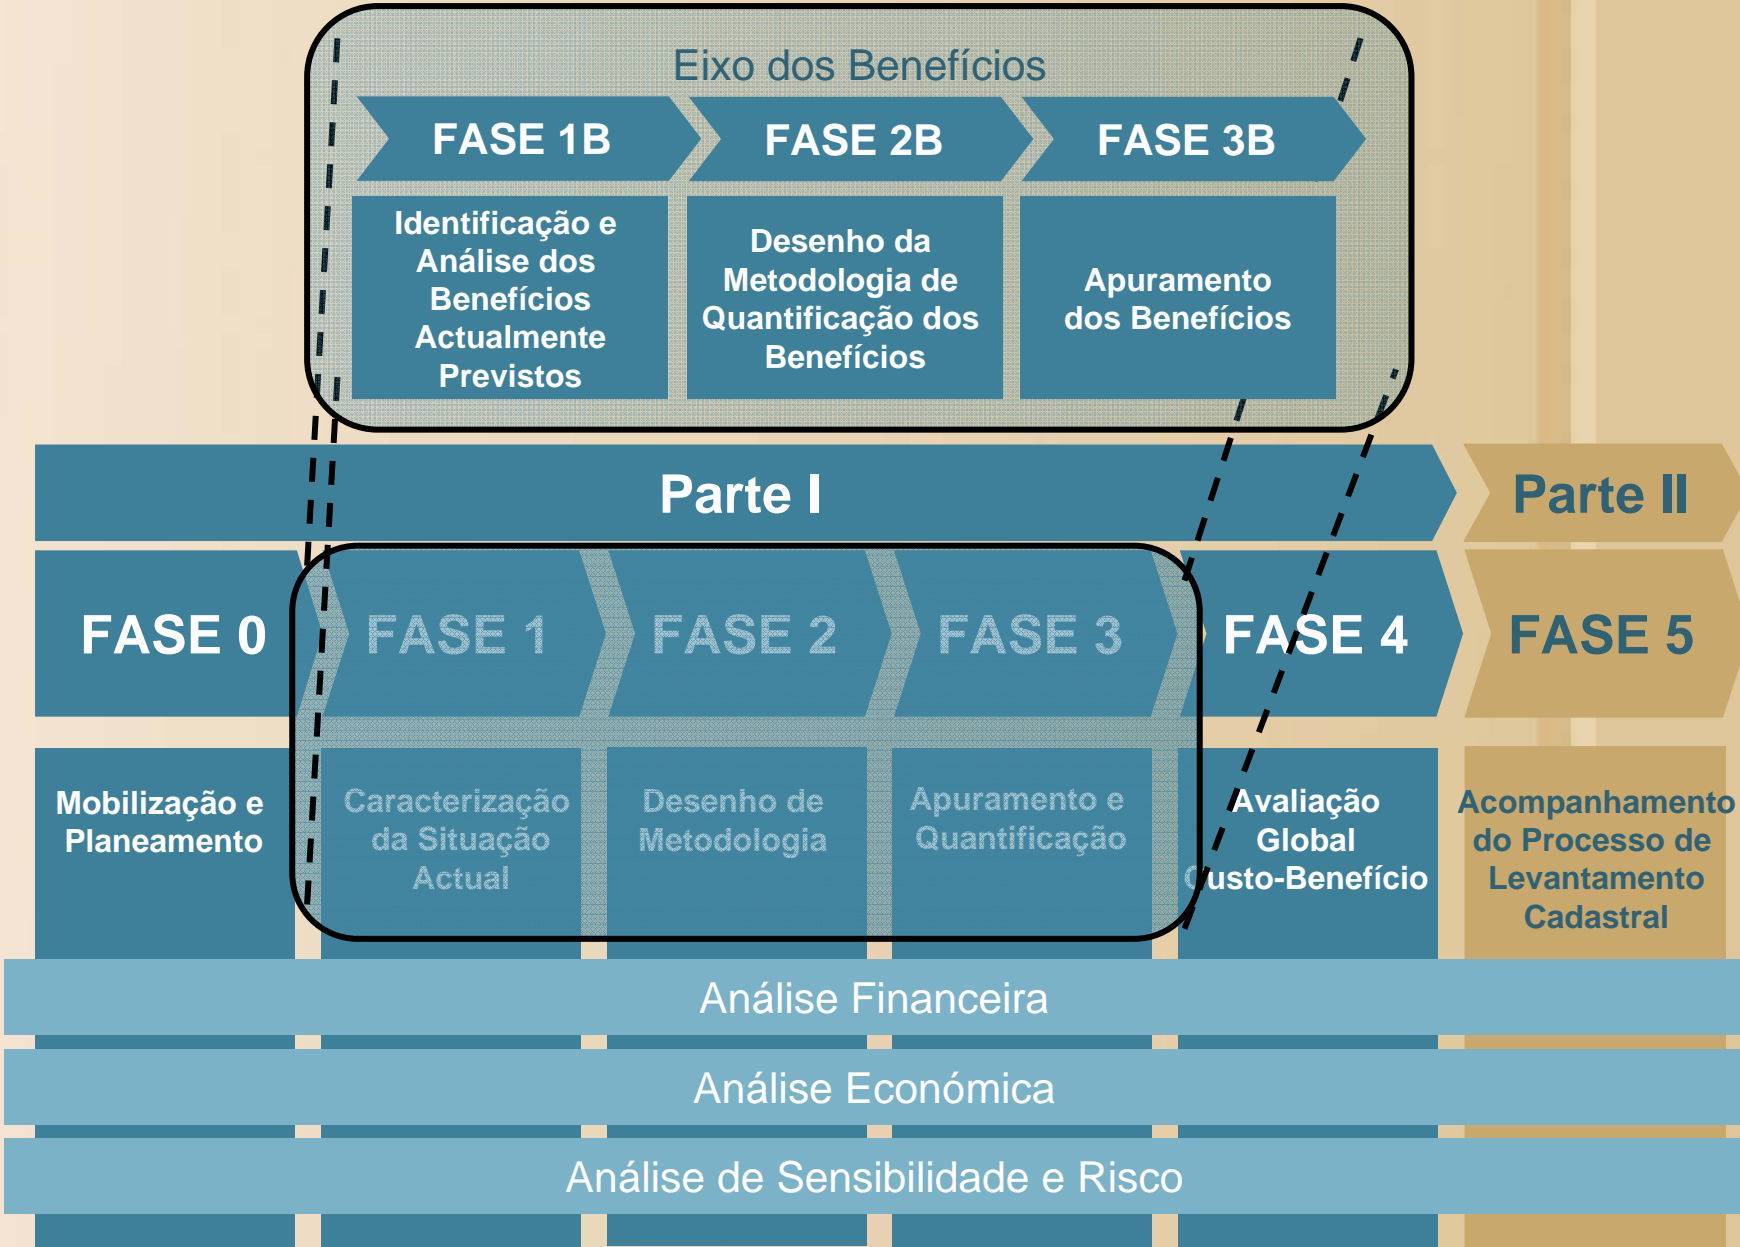 Eixo dos Benefícios
FASE 1B
FASE 2B
FASE 3B
Identificação e
Análise dos
Benefícios
Actualmente
Previstos
Desenho da
Metodologia de
Quantificação dos
Benefícios
Apuramento
dos Benefícios
Parte I
Parte II
FASE 0
FASE 1
FASE 2
FASE 3
FASE 4
FASE 5
Mobilização e
Planeamento
Caracterização
da Situação
Actual
Desenho de
Metodologia
Apuramento e
Quantificação
Avaliação
Global
Custo-Benefício
Acompanhamento
do Processo de
Levantamento
Cadastral
Análise Financeira
Análise Económica
Análise de Sensibilidade e Risco